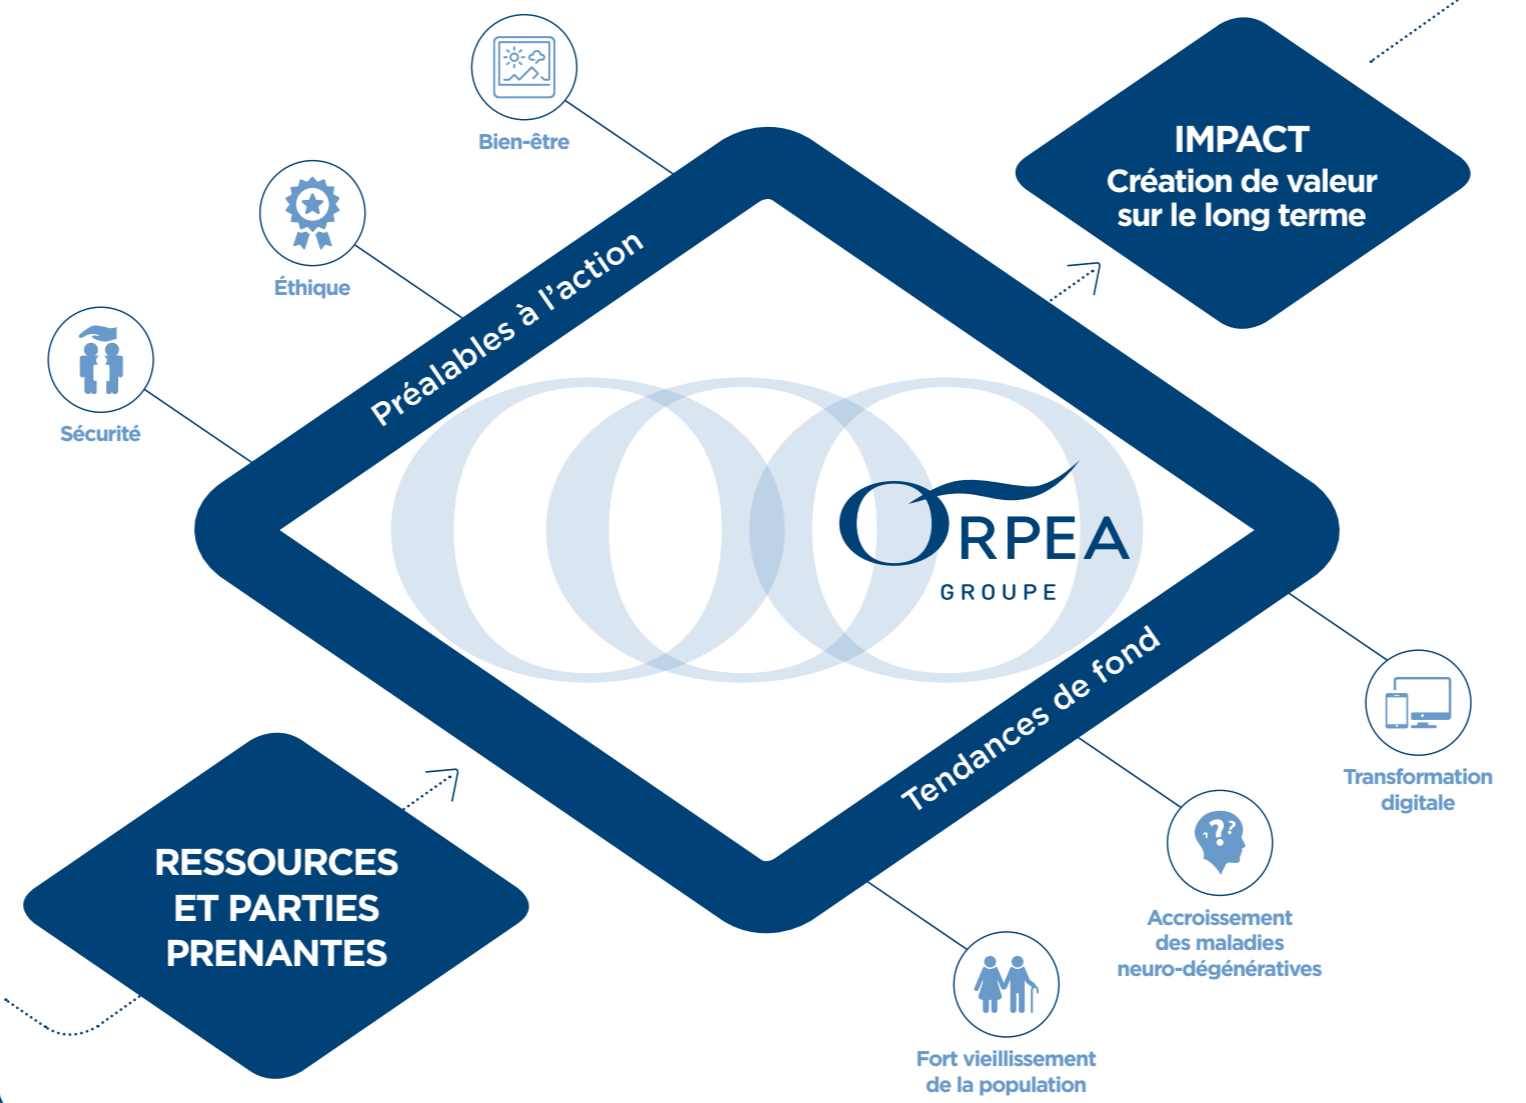 Bien-être
Éthique
Sécurité
Préalables à l'action
IMPACT
Création de valeur
sur le long terme
ORPEA
GROUPE
Tendances de fond
Transformation
digitale
Accroissement
des maladies
neuro-dégénératives
Fort vieillissement
de la population
RESSOURCES
ET PARTIES
PRENANTES